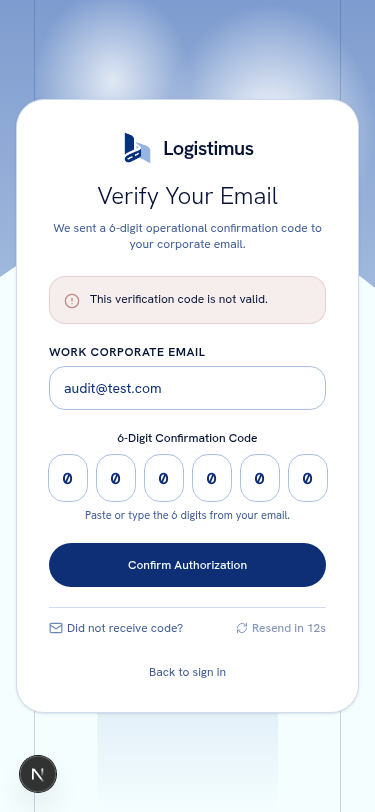 Logistimus
Verify Your Email
We sent a 6-digit operational confirmation code to
your corporate email.
This verification code is not valid.
WORK CORPORATE EMAIL
audit@test.com
6-Digit Confirmation Code
0 0 0 0 0 0
Paste or type the 6 digits from your email.
Confirm Authorization
Did not receive code? Resend in 12s
Back to sign in
N